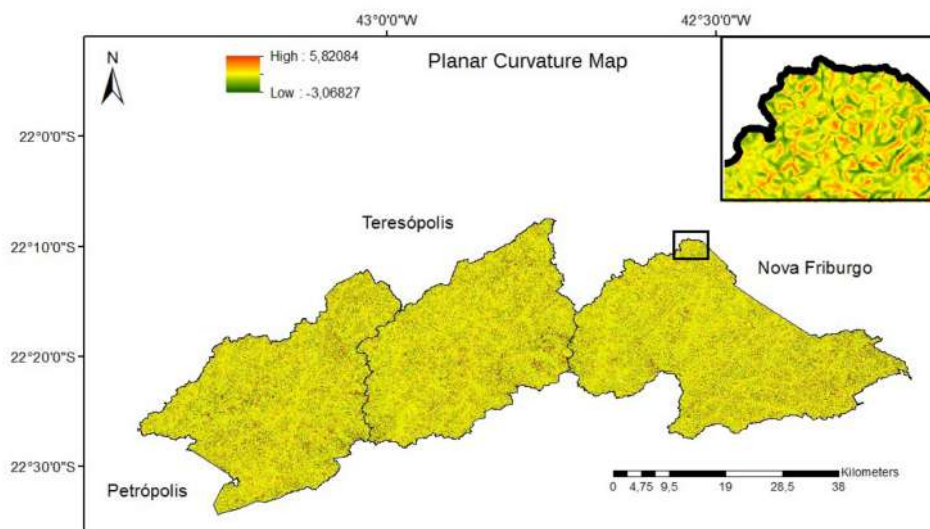 43°0'0"W
42°30'0"W
N
High : 5,82084
Low : -3,06827
Planar Curvature Map
22°0'0"S
Teresópolis
22°10'0"S
Nova Friburgo
22°20'0"S
22°30'0"S
Petrópolis
Kilometers
0 4,75 9,5 19 28,5 38